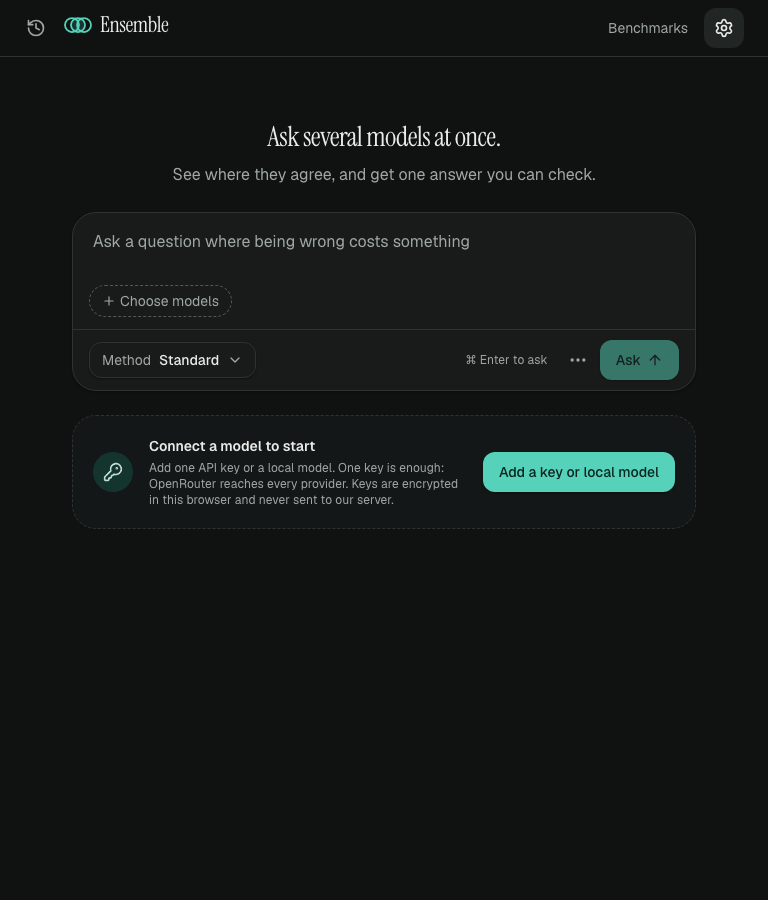 Ensemble
Benchmarks
Ask several models at once.
See where they agree, and get one answer you can check.
Ask a question where being wrong costs something
+ Choose models
Method Standard
⌘ Enter to ask
Ask
Connect a model to start
Add one API key or a local model. One key is enough:
OpenRouter reaches every provider. Keys are encrypted
in this browser and never sent to our server.
Add a key or local model